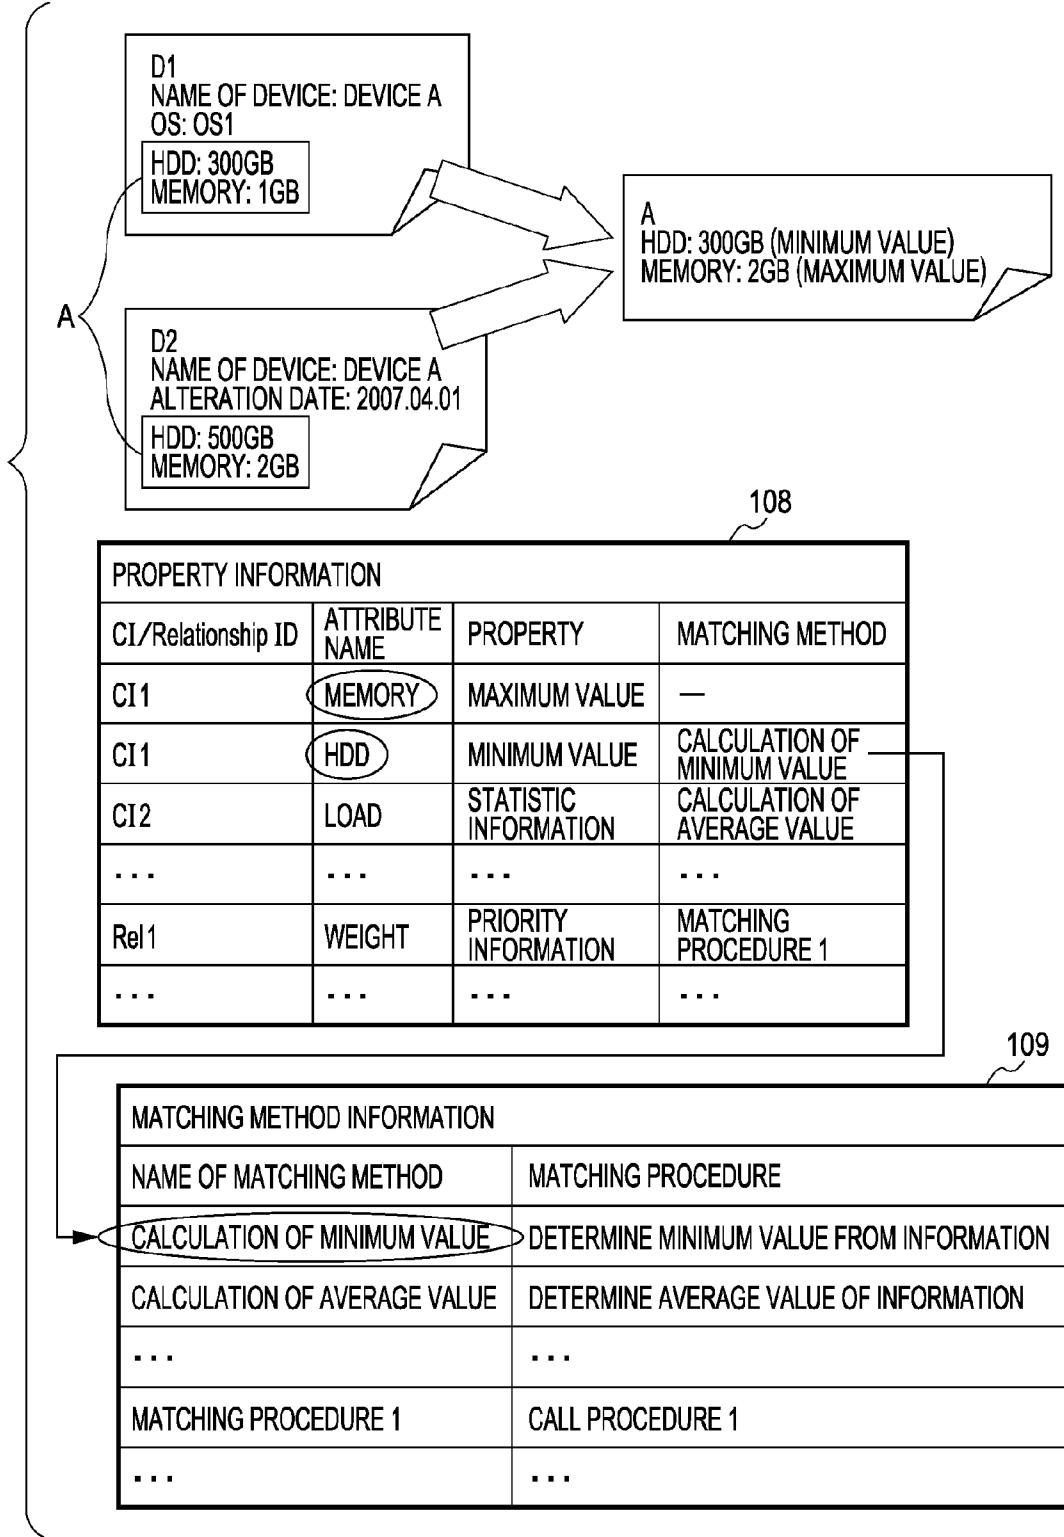 D1
NAME OF DEVICE: DEVICE A
OS: OS1
HDD: 300GB
MEMORY: 1GB
A
HDD: 300GB (MINIMUM VALUE)
MEMORY: 2GB (MAXIMUM VALUE)
A
D2
NAME OF DEVICE: DEVICE A
ALTERATION DATE: 2007.04.01
HDD: 500GB
MEMORY: 2GB
108
PROPERTY INFORMATION
CI/Relationship ID ATTRIBUTE NAME PROPERTY MATCHING METHOD
CI1 MEMORY MAXIMUM VALUE —
CI1 HDD MINIMUM VALUE CALCULATION OF MINIMUM VALUE
CI2 LOAD STATISTIC INFORMATION CALCULATION OF AVERAGE VALUE
... ... ... ...
Rel1 WEIGHT PRIORITY INFORMATION MATCHING PROCEDURE 1
... ... ... ...
109
MATCHING METHOD INFORMATION
NAME OF MATCHING METHOD MATCHING PROCEDURE
CALCULATION OF MINIMUM VALUE DETERMINE MINIMUM VALUE FROM INFORMATION
CALCULATION OF AVERAGE VALUE DETERMINE AVERAGE VALUE OF INFORMATION
... ...
MATCHING PROCEDURE 1 CALL PROCEDURE 1
... ...